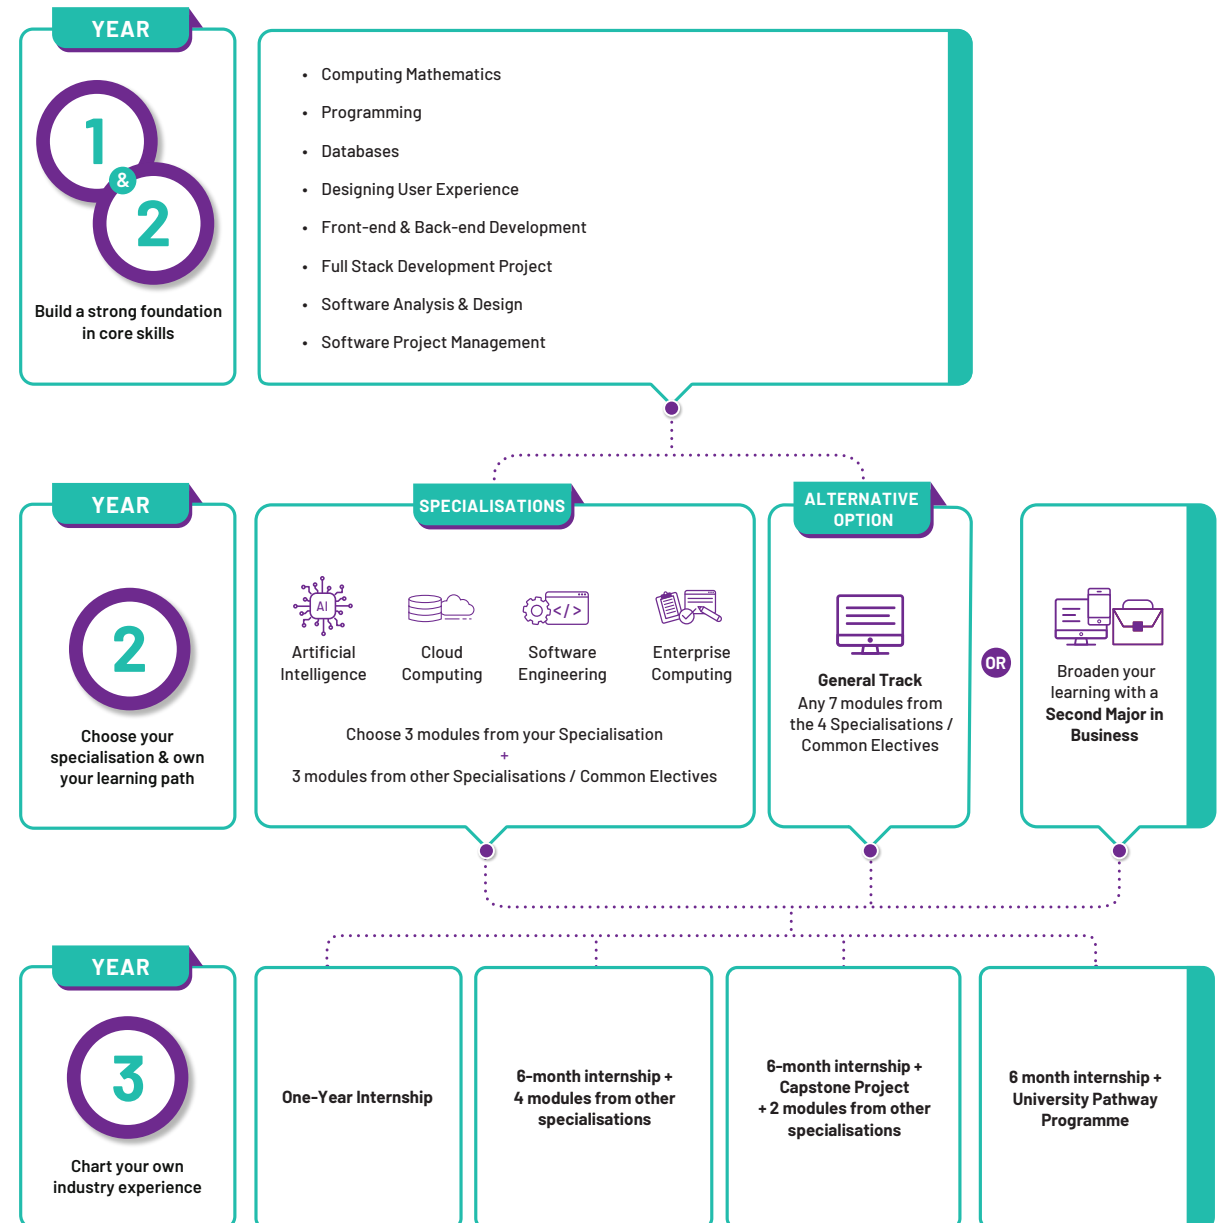 YEAR
1
&
2
Build a strong foundation
in core skills
• Computing Mathematics
• Programming
• Databases
• Designing User Experience
• Front-end & Back-end Development
• Full Stack Development Project
• Software Analysis & Design
• Software Project Management
YEAR
2
Choose your
specialisation & own
your learning path
SPECIALISATIONS
AI
Artificial
Intelligence
Cloud
Computing
</>
Software
Engineering
Enterprise
Computing
Choose 3 modules from your Specialisation
+
3 modules from other Specialisations / Common Electives
ALTERNATIVE
OPTION
General Track
Any 7 modules from
the 4 Specialisations /
Common Electives
OR
Broaden your
learning with a
Second Major in
Business
YEAR
3
Chart your own
industry experience
One-Year Internship
6-month internship +
4 modules from other
specialisations
6-month internship +
Capstone Project
+ 2 modules from other
specialisations
6 month internship +
University Pathway
Programme